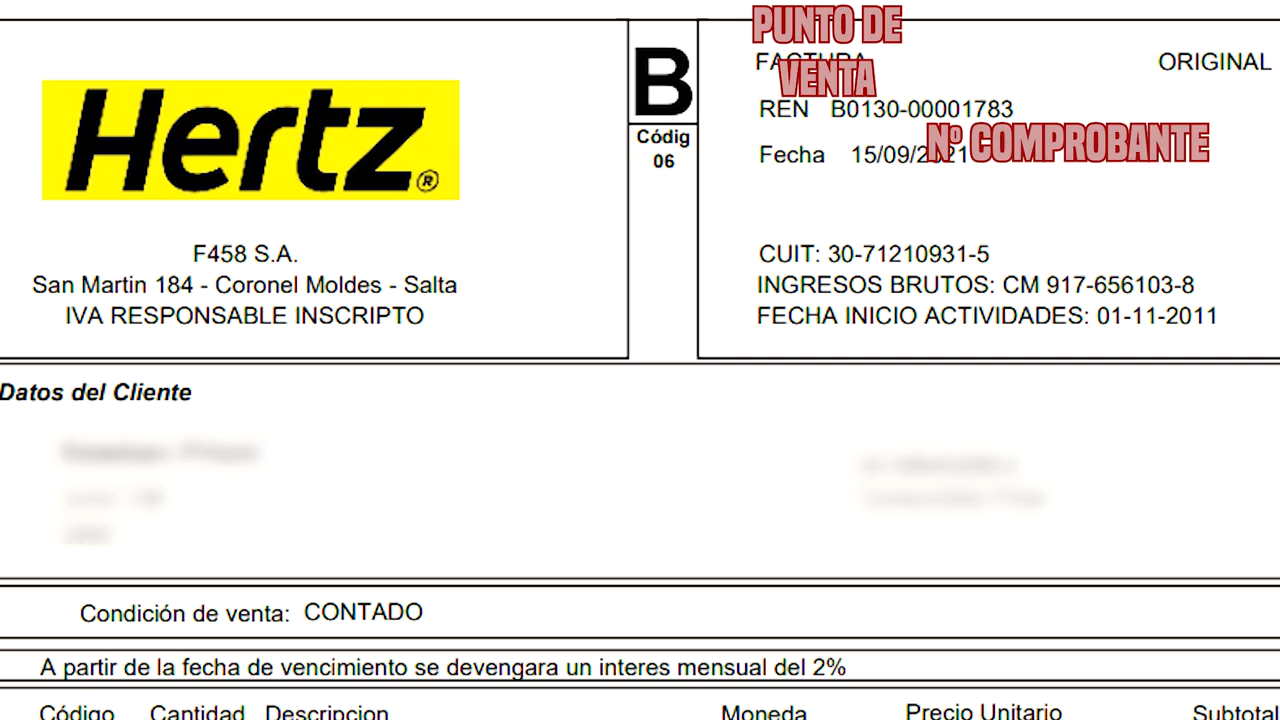 Hertz®
F458 S.A.
San Martin 184 - Coronel Moldes - Salta
IVA RESPONSABLE INSCRIPTO
B
Códig
06
PUNTO DE
VENTA
FACTURA
ORIGINAL
REN B0130-00001783
Nº COMPROBANTE
Fecha 15/09/2021
CUIT: 30-71210931-5
INGRESOS BRUTOS: CM 917-656103-8
FECHA INICIO ACTIVIDADES: 01-11-2011
Datos del Cliente
Condición de venta: CONTADO
A partir de la fecha de vencimiento se devengara un interes mensual del 2%
Código Cantidad Descripcion Moneda Precio Unitario Subtotal